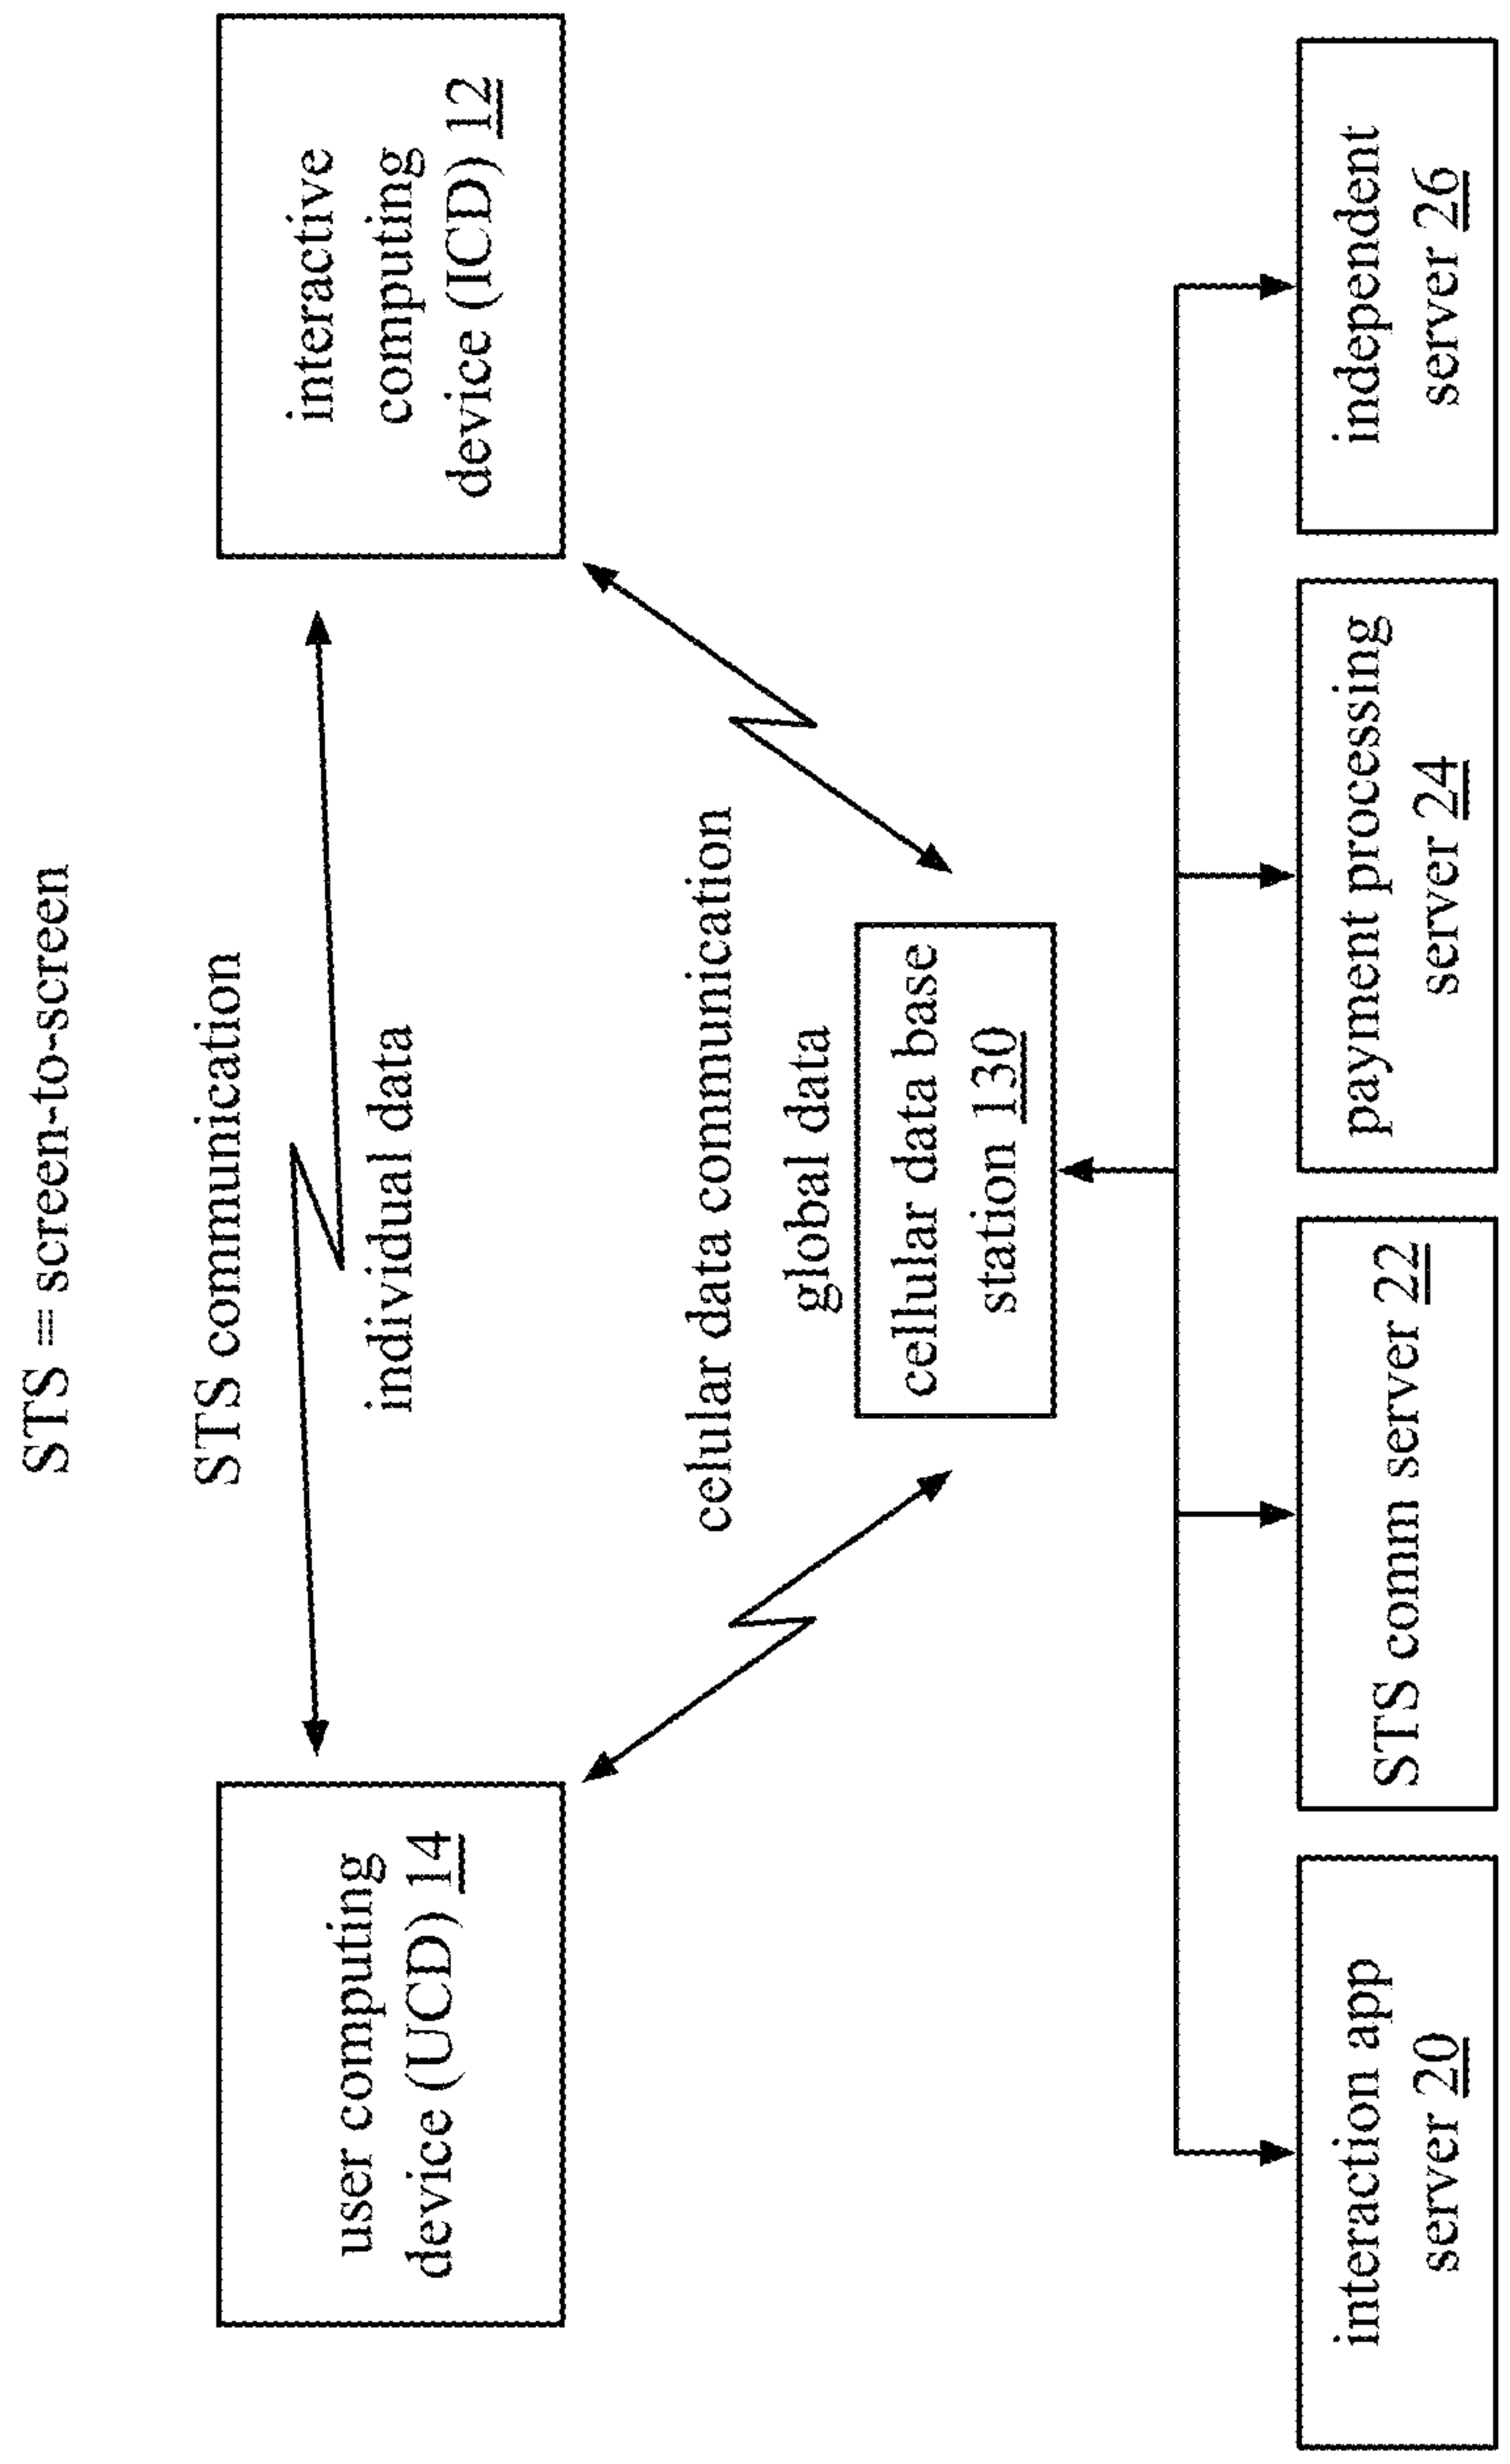 STS = screen-to-screen
STS communication
individual data
user computing
device (UCD) 14
interactive
computing
device (ICD) 12
celular data communication
global data
cellular data base
station 130
interaction app
server 20
STS comm server 22
payment processing
server 24
independent
server 26